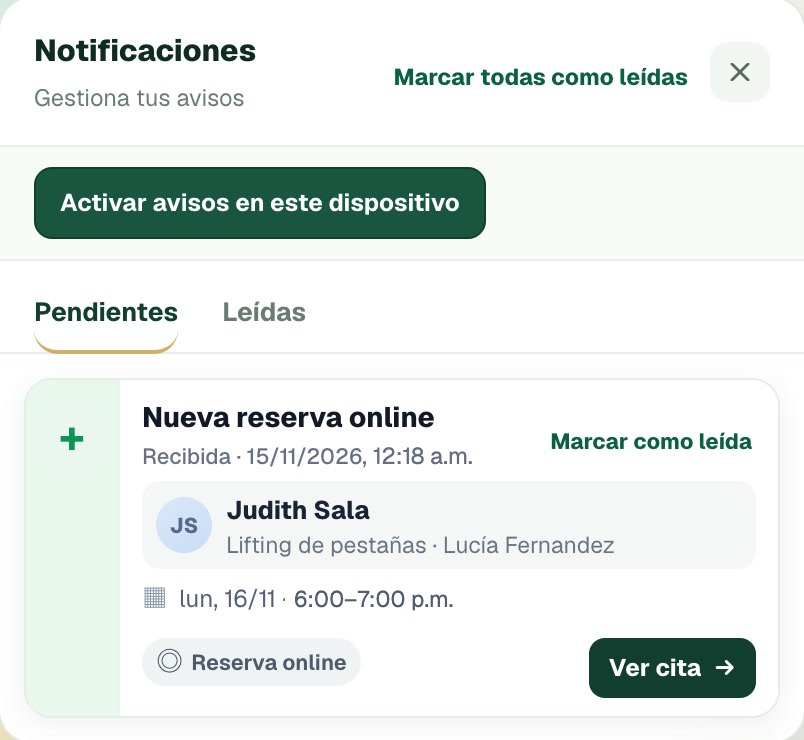 Notificaciones
Gestiona tus avisos
Marcar todas como leídas
Activar avisos en este dispositivo
Pendientes
Leídas
Nueva reserva online
Recibida · 15/11/2026, 12:18 a.m.
Marcar como leída
JS
Judith Sala
Lifting de pestañas · Lucía Fernandez
lun, 16/11 · 6:00–7:00 p.m.
Reserva online
Ver cita →